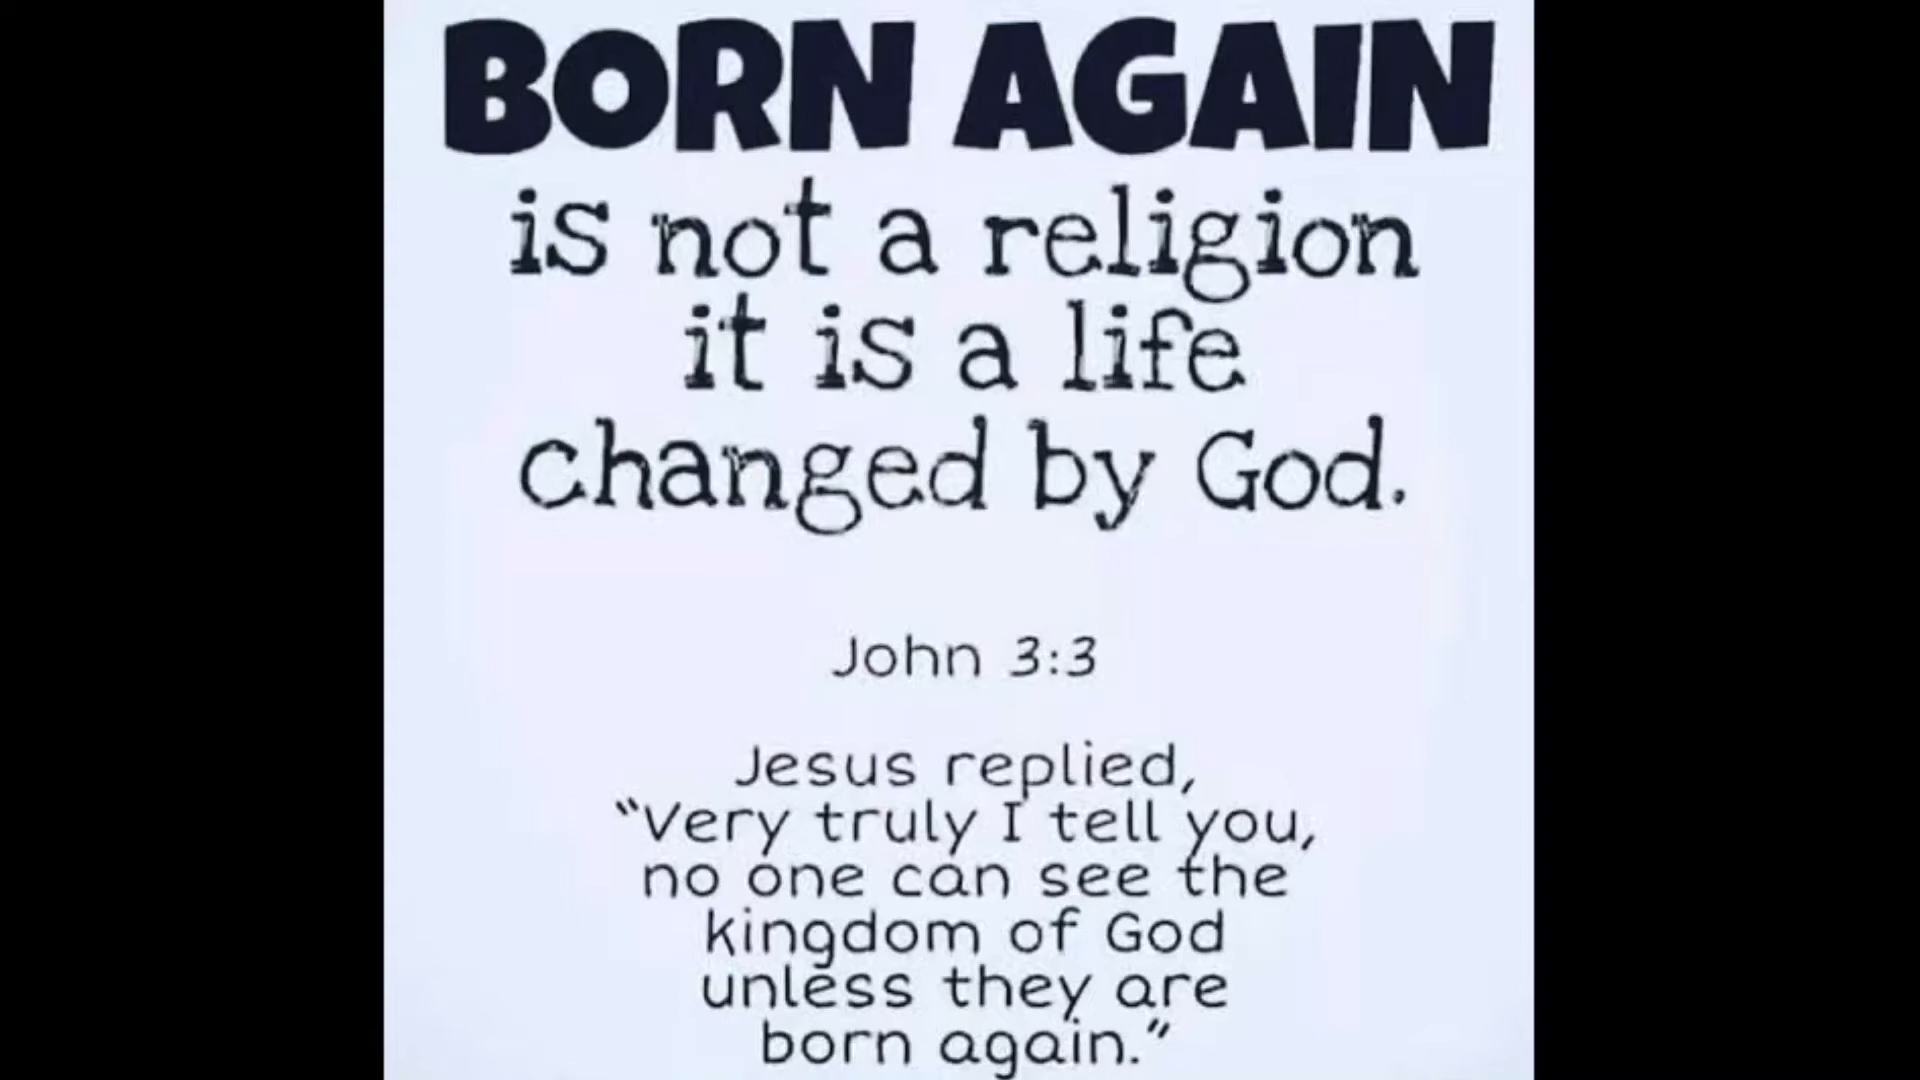 BORN AGAIN
is not a religion
it is a life
changed by God.
John 3:3
Jesus replied,
“Very truly I tell you,
no one can see the
kingdom of God
unless they are
born again.”